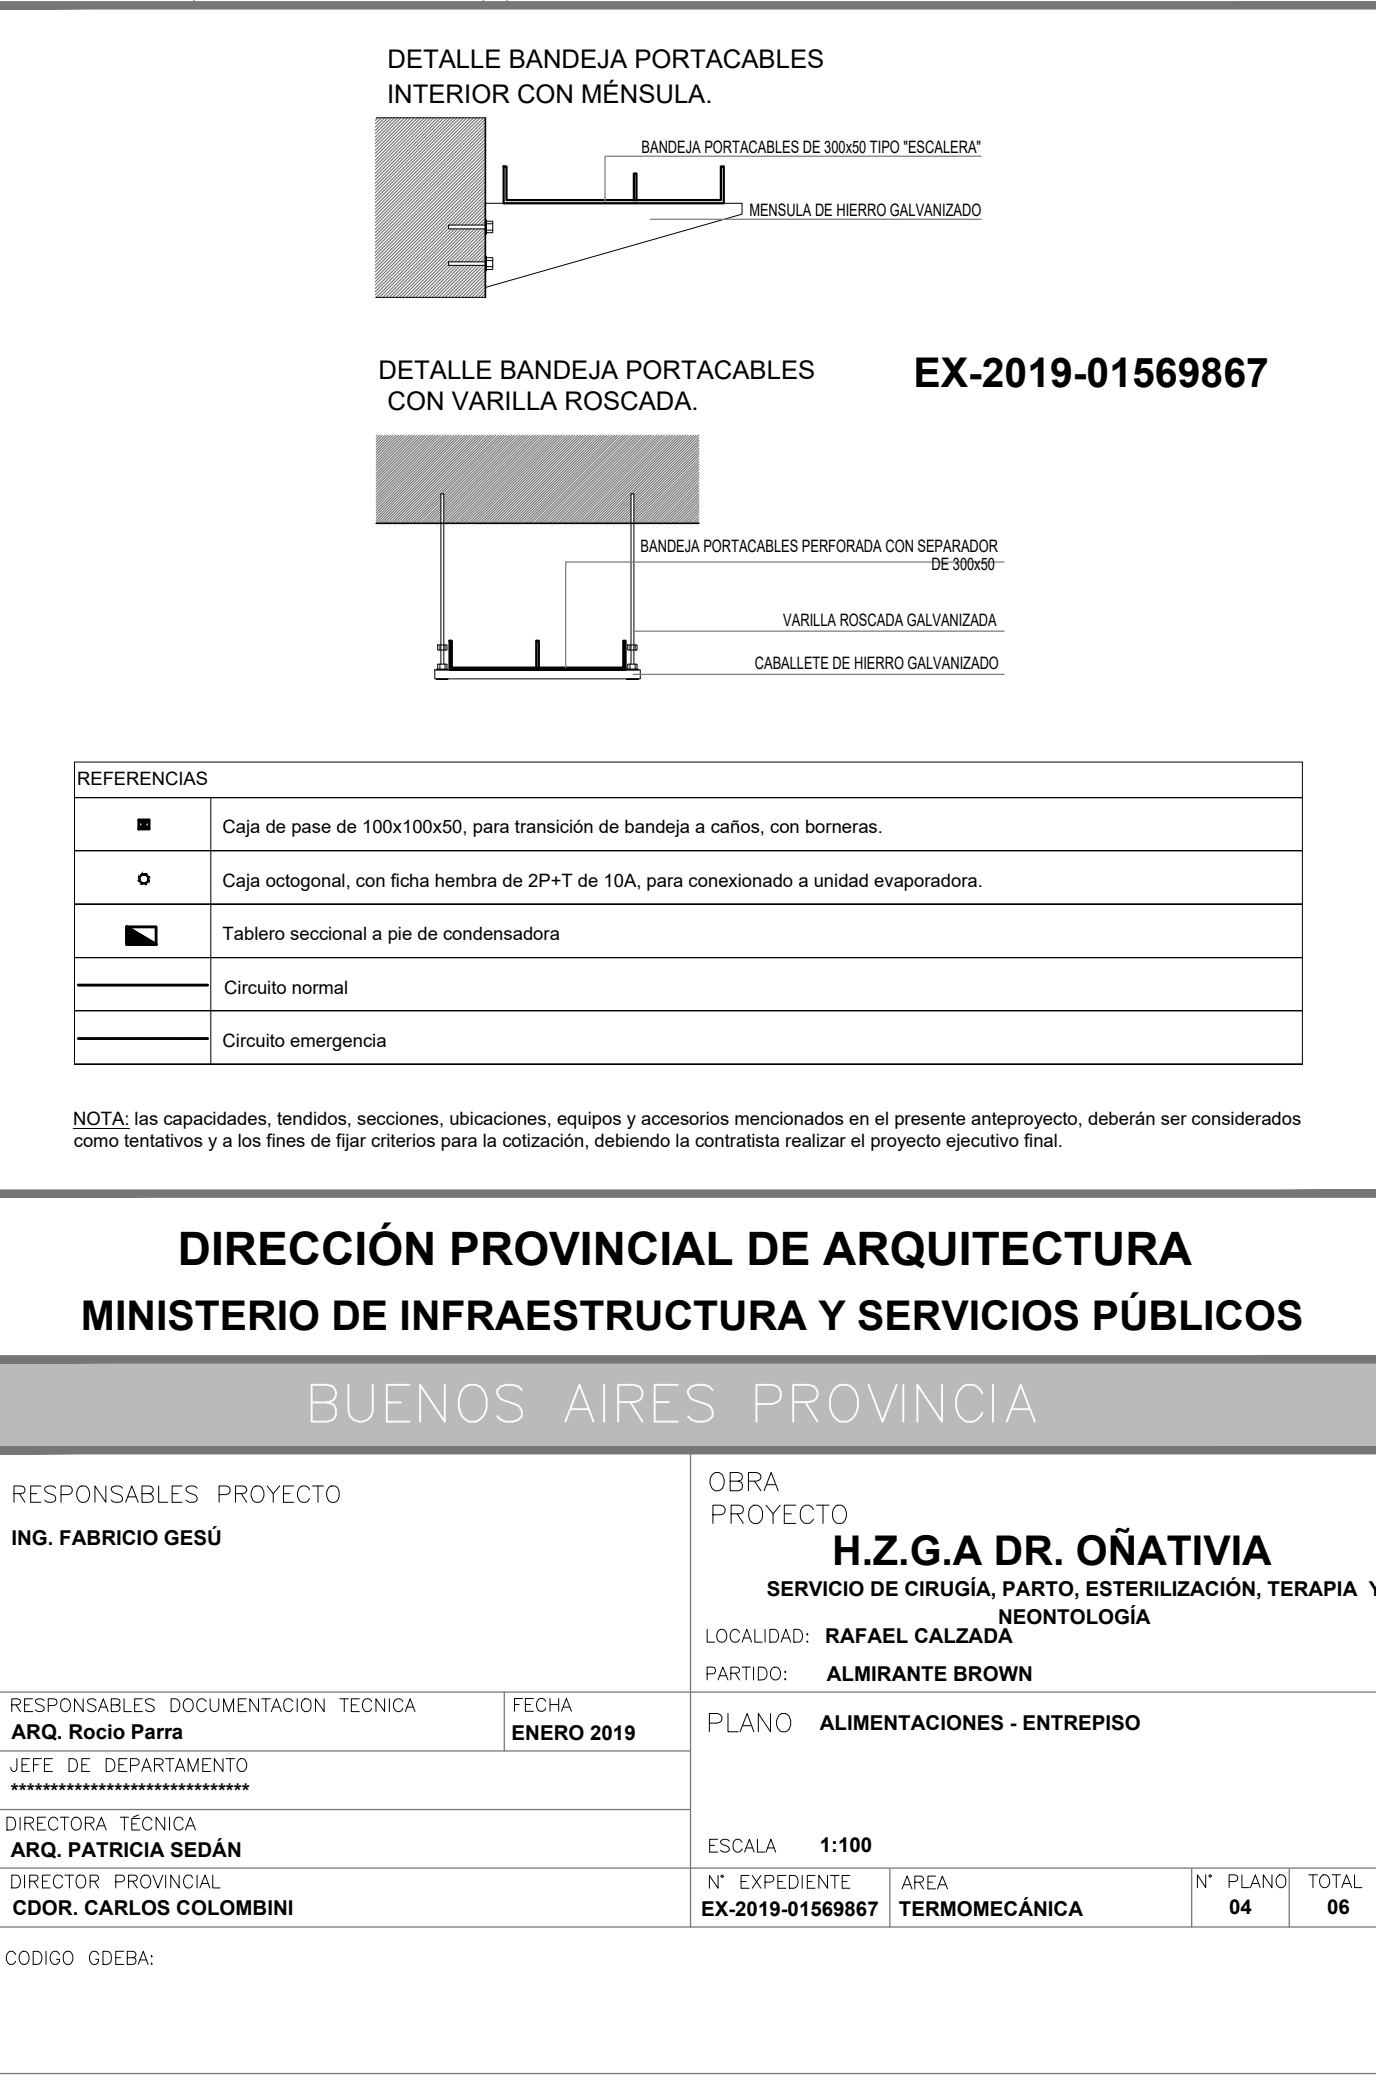 DETALLE BANDEJA PORTACABLES
INTERIOR CON MÉNSULA.
BANDEJA PORTACABLES DE 300x50 TIPO "ESCALERA"
MENSULA DE HIERRO GALVANIZADO
DETALLE BANDEJA PORTACABLES
CON VARILLA ROSCADA.
EX-2019-01569867
BANDEJA PORTACABLES PERFORADA CON SEPARADOR
DE 300x50
VARILLA ROSCADA GALVANIZADA
CABALLETE DE HIERRO GALVANIZADO
REFERENCIAS
Caja de pase de 100x100x50, para transición de bandeja a caños, con borneras.
Caja octogonal, con ficha hembra de 2P+T de 10A, para conexionado a unidad evaporadora.
Tablero seccional a pie de condensadora
Circuito normal
Circuito emergencia
NOTA: las capacidades, tendidos, secciones, ubicaciones, equipos y accesorios mencionados en el presente anteproyecto, deberán ser considerados
como tentativos y a los fines de fijar criterios para la cotización, debiendo la contratista realizar el proyecto ejecutivo final.
DIRECCIÓN PROVINCIAL DE ARQUITECTURA
MINISTERIO DE INFRAESTRUCTURA Y SERVICIOS PÚBLICOS
BUENOS AIRES PROVINCIA
RESPONSABLES PROYECTO
ING. FABRICIO GESÚ
OBRA
PROYECTO
H.Z.G.A DR. OÑATIVIA
SERVICIO DE CIRUGÍA, PARTO, ESTERILIZACIÓN, TERAPIA Y
NEONTOLOGÍA
LOCALIDAD: RAFAEL CALZADA
PARTIDO: ALMIRANTE BROWN
RESPONSABLES DOCUMENTACION TECNICA
ARQ. Rocio Parra
FECHA
ENERO 2019
PLANO ALIMENTACIONES - ENTREPISO
JEFE DE DEPARTAMENTO
******************************
DIRECTORA TÉCNICA
ARQ. PATRICIA SEDÁN
ESCALA 1:100
DIRECTOR PROVINCIAL
CDOR. CARLOS COLOMBINI
N° EXPEDIENTE
EX-2019-01569867
AREA
TERMOMECÁNICA
N° PLANO
04
TOTAL
06
CODIGO GDEBA: